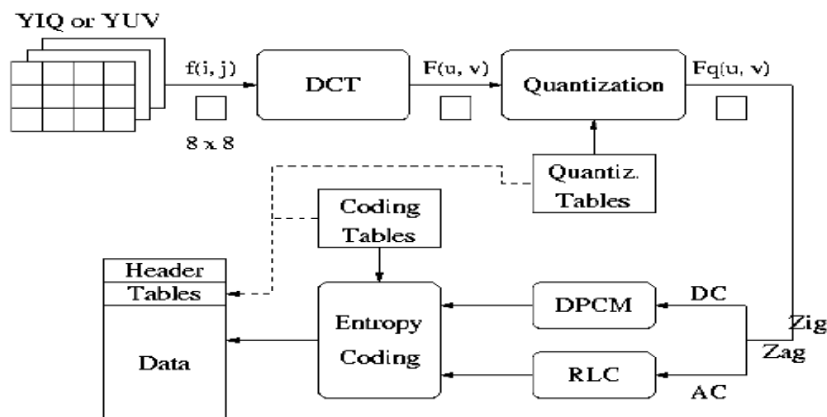 YIQ or YUV
f(i, j)
8 x 8
DCT
F(u, v)
Quantization
Fq(u, v)
Quantiz.
Tables
Coding
Tables
Header
Tables
Data
Entropy
Coding
DPCM
DC
RLC
AC
Zig
Zag